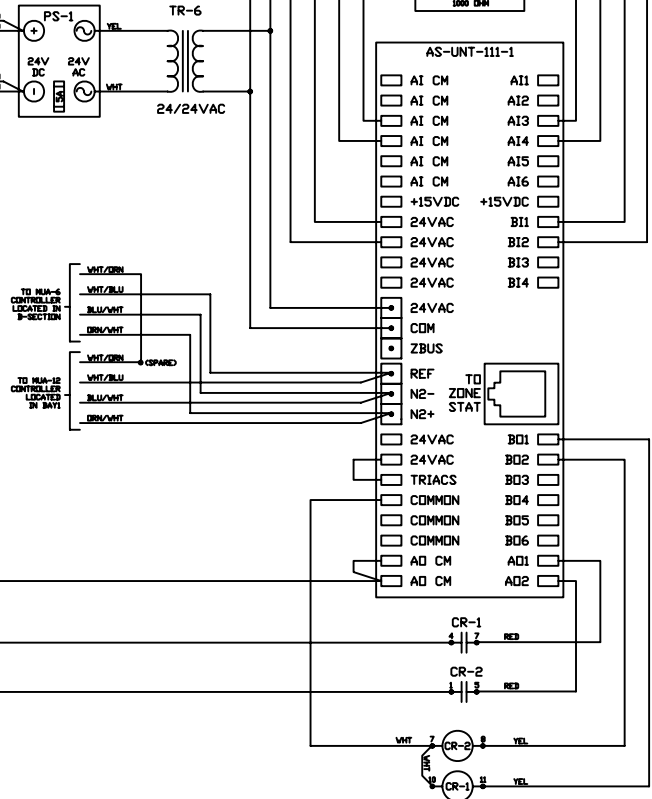 1000 OHM
PS-1
+
24V
DC
24V
AC
-
5A
YEL
WHT
TR-6
24/24VAC
AS-UNT-111-1
AI CM AI1
AI CM AI2
AI CM AI3
AI CM AI4
AI CM AI5
AI CM AI6
+15VDC +15VDC
24VAC BI1
24VAC BI2
24VAC BI3
24VAC BI4
24VAC
COM
ZBUS
REF
N2-
N2+
TO
ZONE
STAT
24VAC BO1
24VAC BO2
TRIACS BO3
COMMON BO4
COMMON BO5
COMMON BO6
AO CM AO1
AO CM AO2
TO MUA-6
CONTROLLER
LOCATED IN
B-SECTION
WHT/ORN
WHT/BLU
BLU/WHT
ORN/WHT
TO MUA-12
CONTROLLER
LOCATED
IN BAY1
WHT/ORN
(SPARE)
WHT/BLU
BLU/WHT
ORN/WHT
CR-1
4 7 RED
CR-2
1 5 RED
WHT 7 CR-2 8 YEL
WHT
10 CR-1 11 YEL